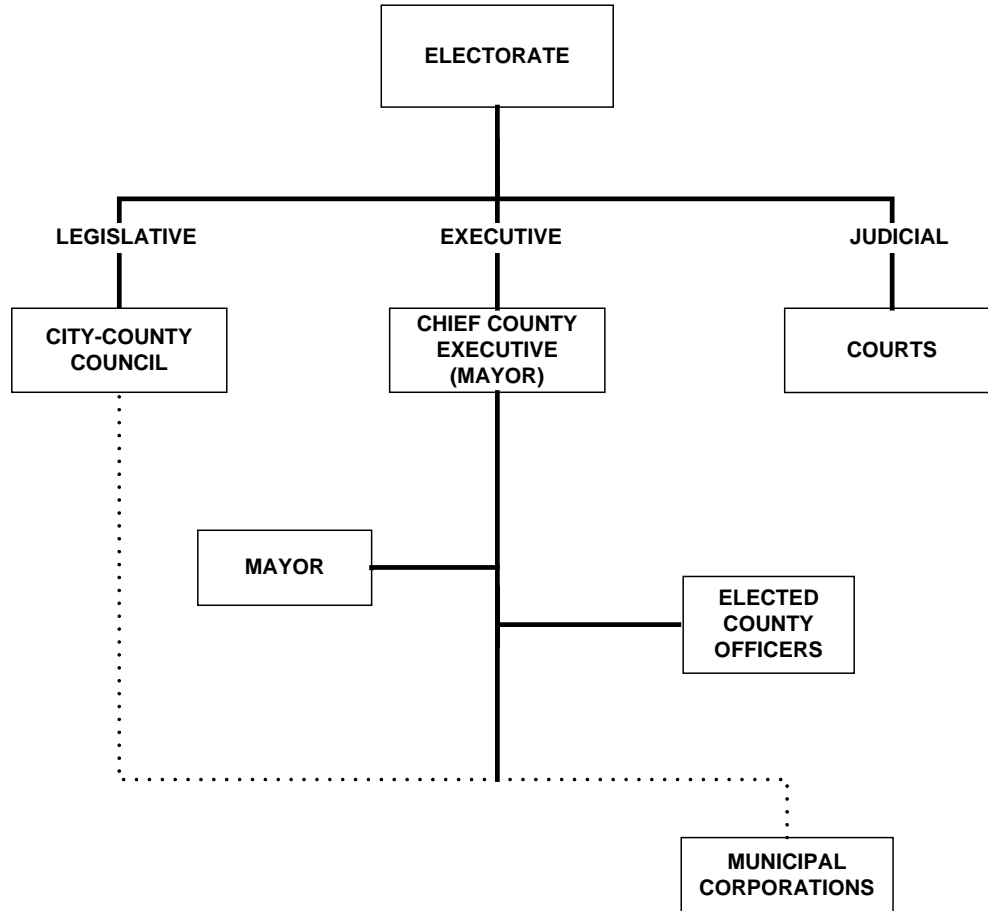 ELECTORATE
LEGISLATIVE
EXECUTIVE
JUDICIAL
CITY-COUNTY
COUNCIL
CHIEF COUNTY
EXECUTIVE
(MAYOR)
COURTS
MAYOR
ELECTED
COUNTY
OFFICERS
MUNICIPAL
CORPORATIONS